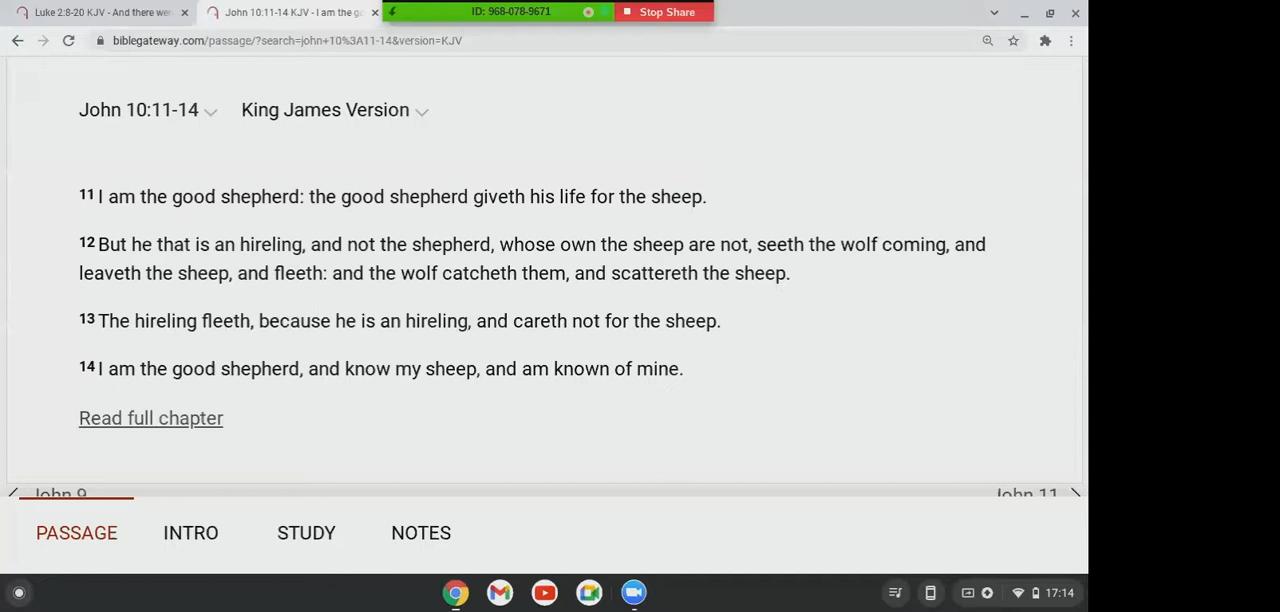 Luke 2:8-20 KJV - And there wer
John 10:11-14 KJV - I am the go
ID: 968-078-9671
Stop Share
biblegateway.com/passage/?search=john+10%3A11-14&version=KJV
John 10:11-14
King James Version
11 I am the good shepherd: the good shepherd giveth his life for the sheep.
12 But he that is an hireling, and not the shepherd, whose own the sheep are not, seeth the wolf coming, and
leaveth the sheep, and fleeth: and the wolf catcheth them, and scattereth the sheep.
13 The hireling fleeth, because he is an hireling, and careth not for the sheep.
14 I am the good shepherd, and know my sheep, and am known of mine.
Read full chapter
John 9
John 11
PASSAGE
INTRO
STUDY
NOTES
17:14